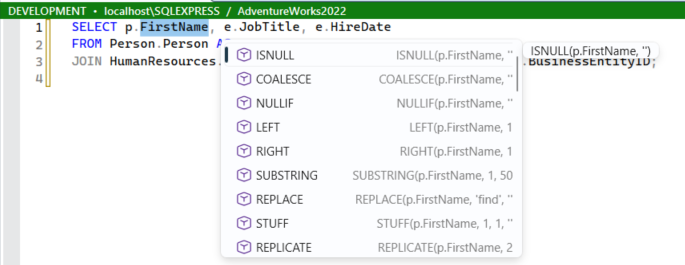 DEVELOPMENT • localhost\SQLEXPRESS / AdventureWorks2022
1 SELECT p.FirstName, e.JobTitle, e.HireDate
2 FROM Person.Person A
3 JOIN HumanResources. .BusinessEntityID;
4
ISNULL ISNULL(p.FirstName, ''
ISNULL(p.FirstName, '')
COALESCE COALESCE(p.FirstName, ''
NULLIF NULLIF(p.FirstName, ''
LEFT LEFT(p.FirstName, 1
RIGHT RIGHT(p.FirstName, 1
SUBSTRING SUBSTRING(p.FirstName, 1, 50
REPLACE REPLACE(p.FirstName, 'find', ''
STUFF STUFF(p.FirstName, 1, 1, ''
REPLICATE REPLICATE(p.FirstName, 2